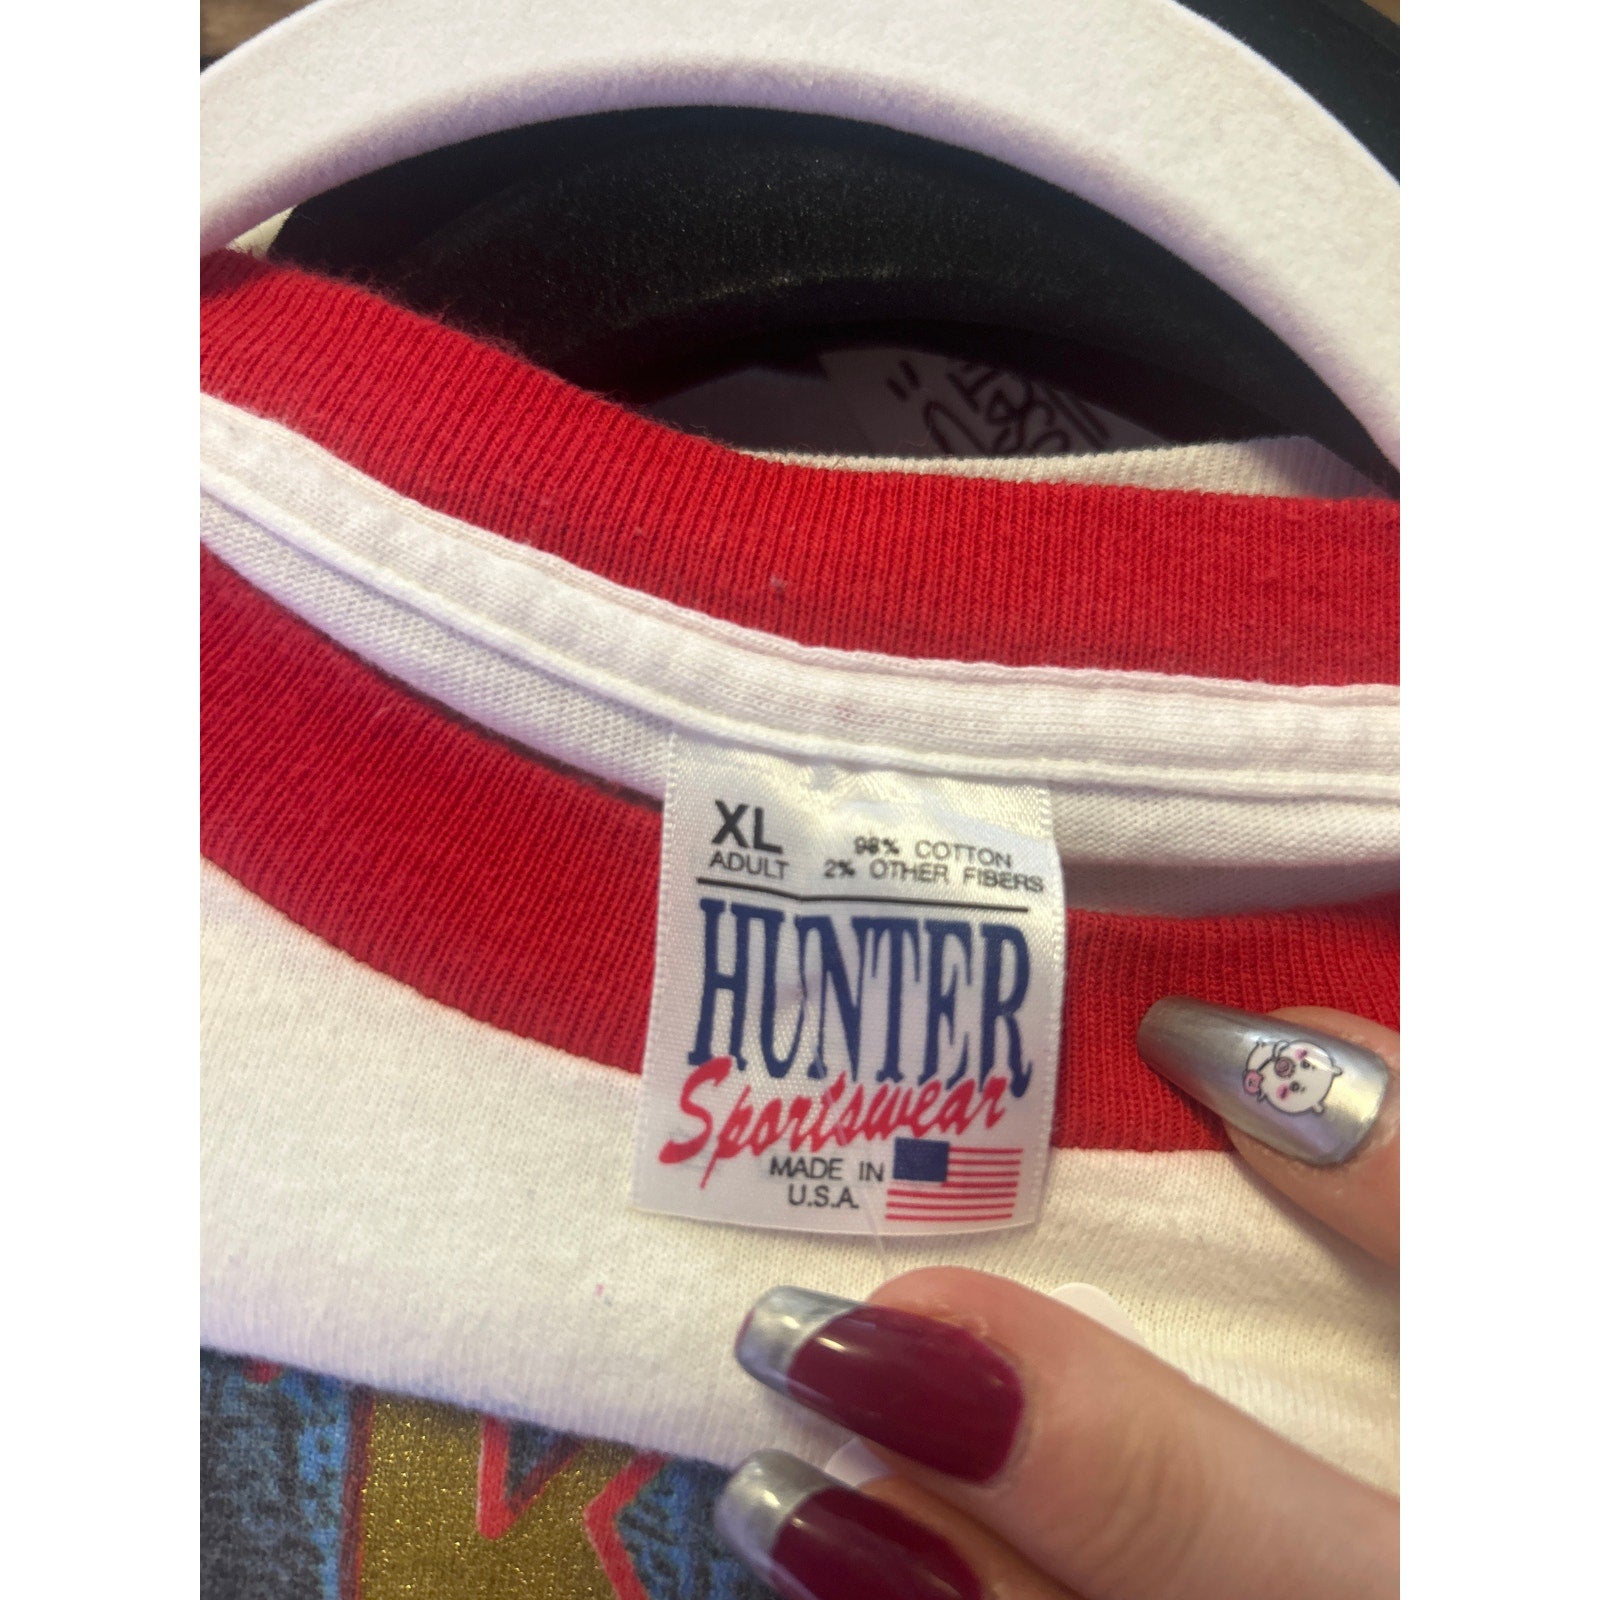 XL
ADULT
98% COTTON
2% OTHER FIBERS
HUNTER
Sportswear
MADE IN
U.S.A.